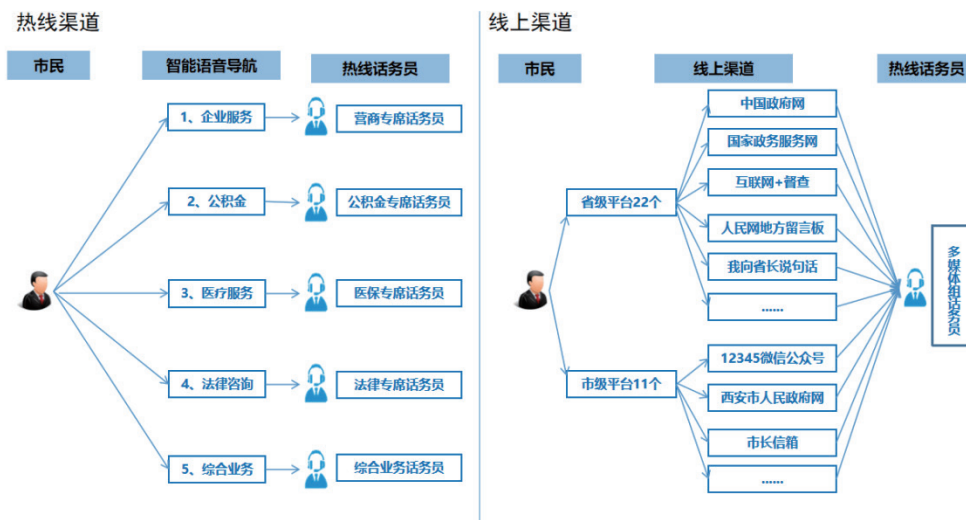 热线渠道
市民
智能语音导航
热线话务员
1、企业服务
营商专席话务员
2、公积金
公积金专席话务员
3、医疗服务
医保专席话务员
4、法律咨询
法律专席话务员
5、综合业务
综合业务话务员
线上渠道
市民
线上渠道
热线话务员
省级平台22个
中国政府网
国家政务服务网
互联网+督查
人民网地方留言板
我向省长说句话
......
市级平台11个
12345微信公众号
西安市人民政府网
市长信箱
......
多媒体组话务员